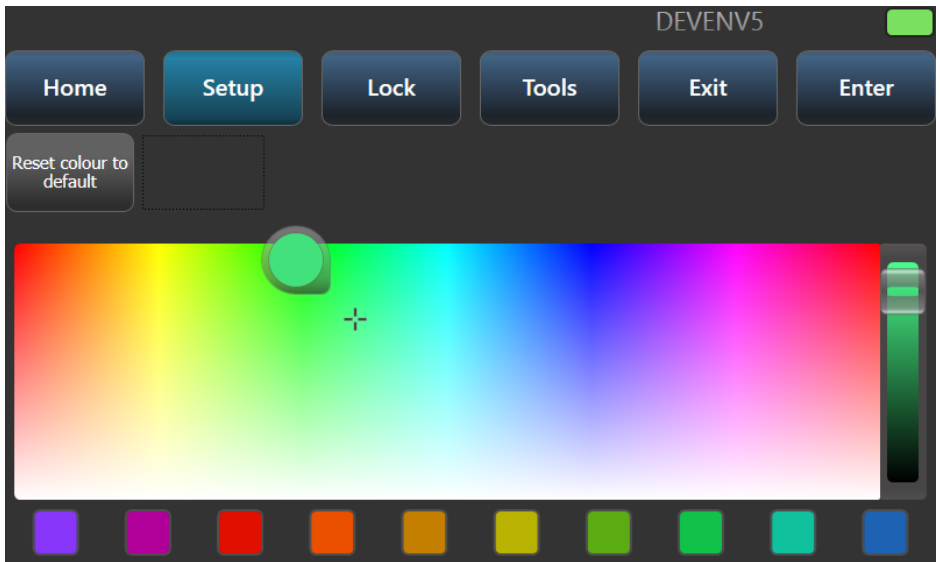 DEVENV5
Home
Setup
Lock
Tools
Exit
Enter
Reset colour to
default